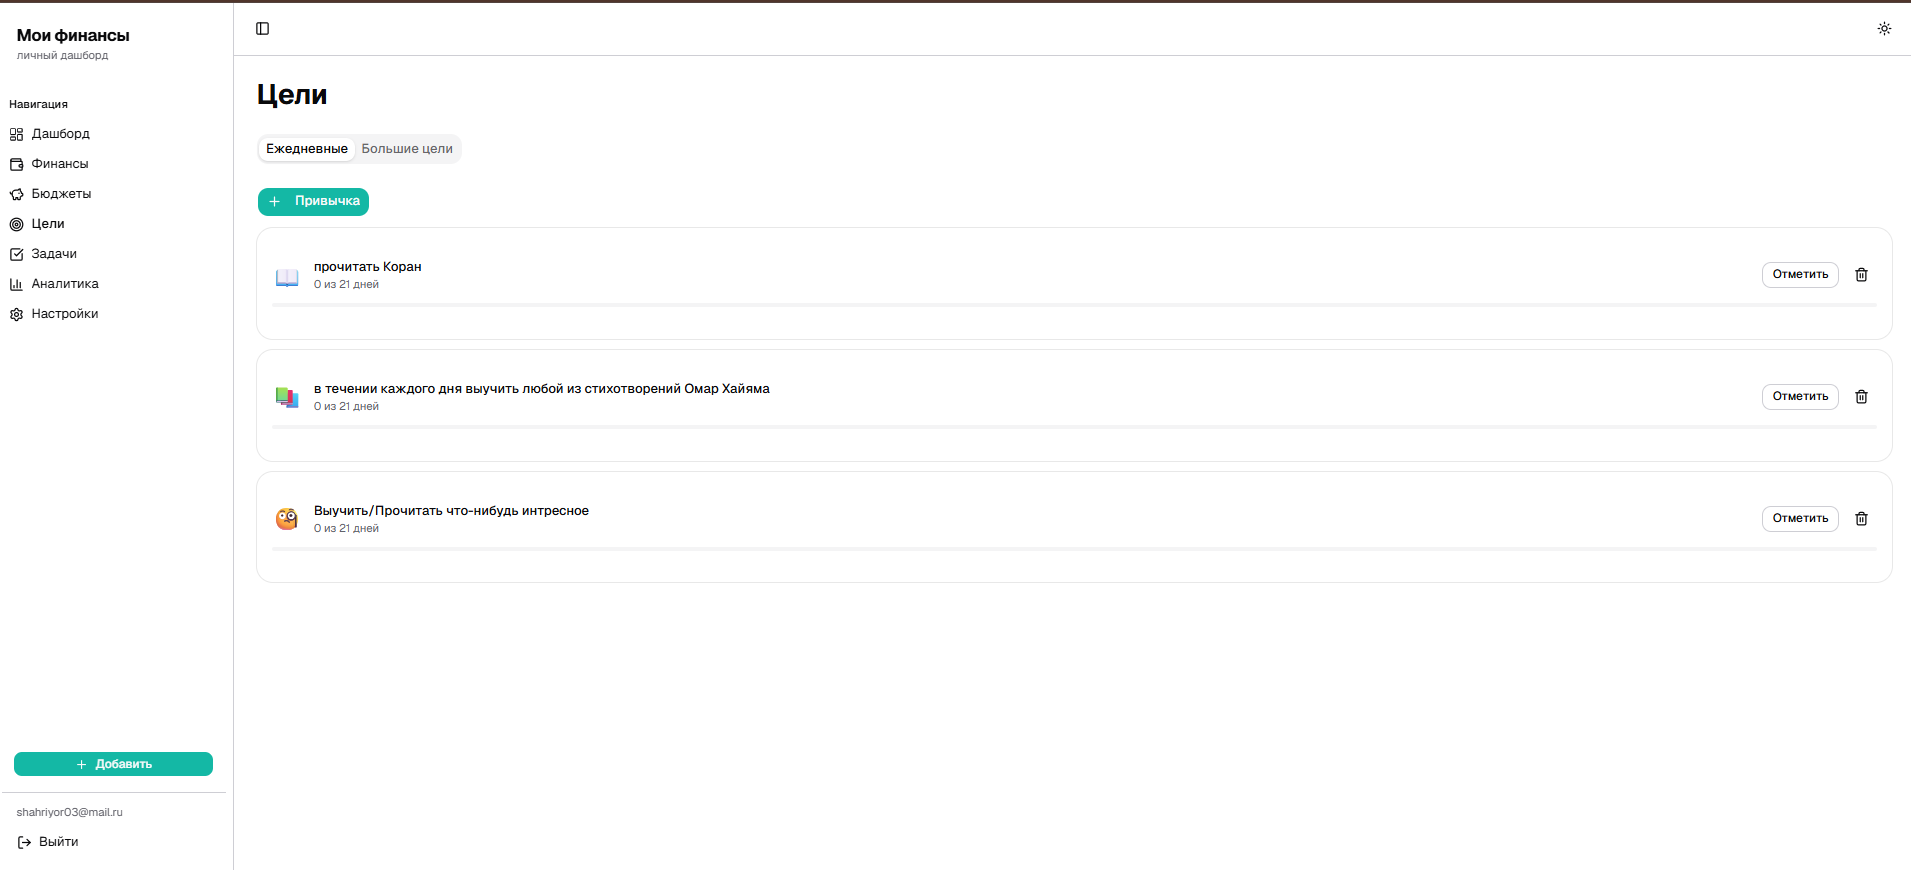 Мои финансы
личный дашборд
Навигация
Дашборд
Финансы
Бюджеты
Цели
Задачи
Аналитика
Настройки
Добавить
shahriyor03@mail.ru
Выйти
Цели
Ежедневные Большие цели
Привычка
прочитать Коран
0 из 21 дней
Отметить
в течении каждого дня выучить любой из стихотворений Омар Хайяма
0 из 21 дней
Отметить
Выучить/Прочитать что-нибудь интресное
0 из 21 дней
Отметить